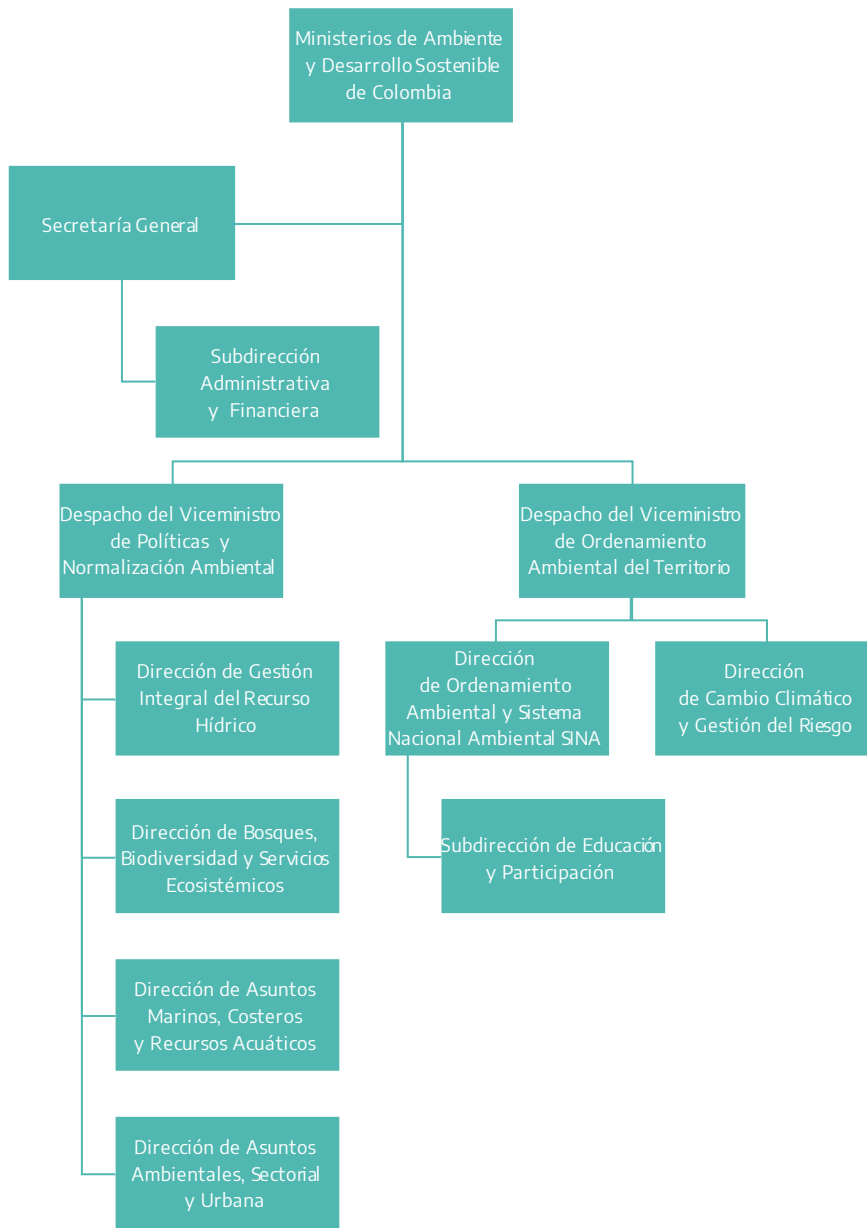 Ministerios de Ambiente
y Desarrollo Sostenible
de Colombia
Secretaría General
Subdirección
Administrativa
y Financiera
Despacho del Viceministro
de Políticas y
Normalización Ambiental
Despacho del Viceministro
de Ordenamiento
Ambiental del Territorio
Dirección de Gestión
Integral del Recurso
Hídrico
Dirección
de Ordenamiento
Ambiental y Sistema
Nacional Ambiental SINA
Dirección
de Cambio Climático
y Gestión del Riesgo
Dirección de Bosques,
Biodiversidad y Servicios
Ecosistémicos
Subdirección de Educación
y Participación
Dirección de Asuntos
Marinos, Costeros
y Recursos Acuáticos
Dirección de Asuntos
Ambientales, Sectorial
y Urbana